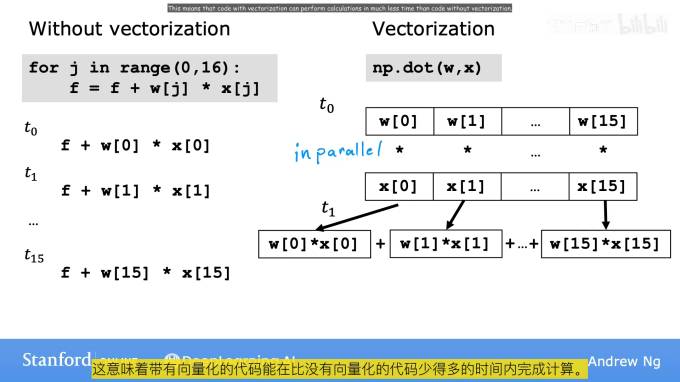 This means that code with vectorization can perform calculations in much less time than code without vectorization.
Without vectorization
for j in range(0,16):
f = f + w[j] * x[j]
t0
f + w[0] * x[0]
t1
f + w[1] * x[1]
…
t15
f + w[15] * x[15]
Vectorization
bilibili
np.dot(w,x)
t0
w[0] w[1] … w[15]
in parallel * * … *
x[0] x[1] … x[15]
t1
w[0]*x[0] + w[1]*x[1] +…+ w[15]*x[15]
Stanford
Andrew Ng
这意味着带有向量化的代码能在比没有向量化的代码少得多的时间内完成计算。